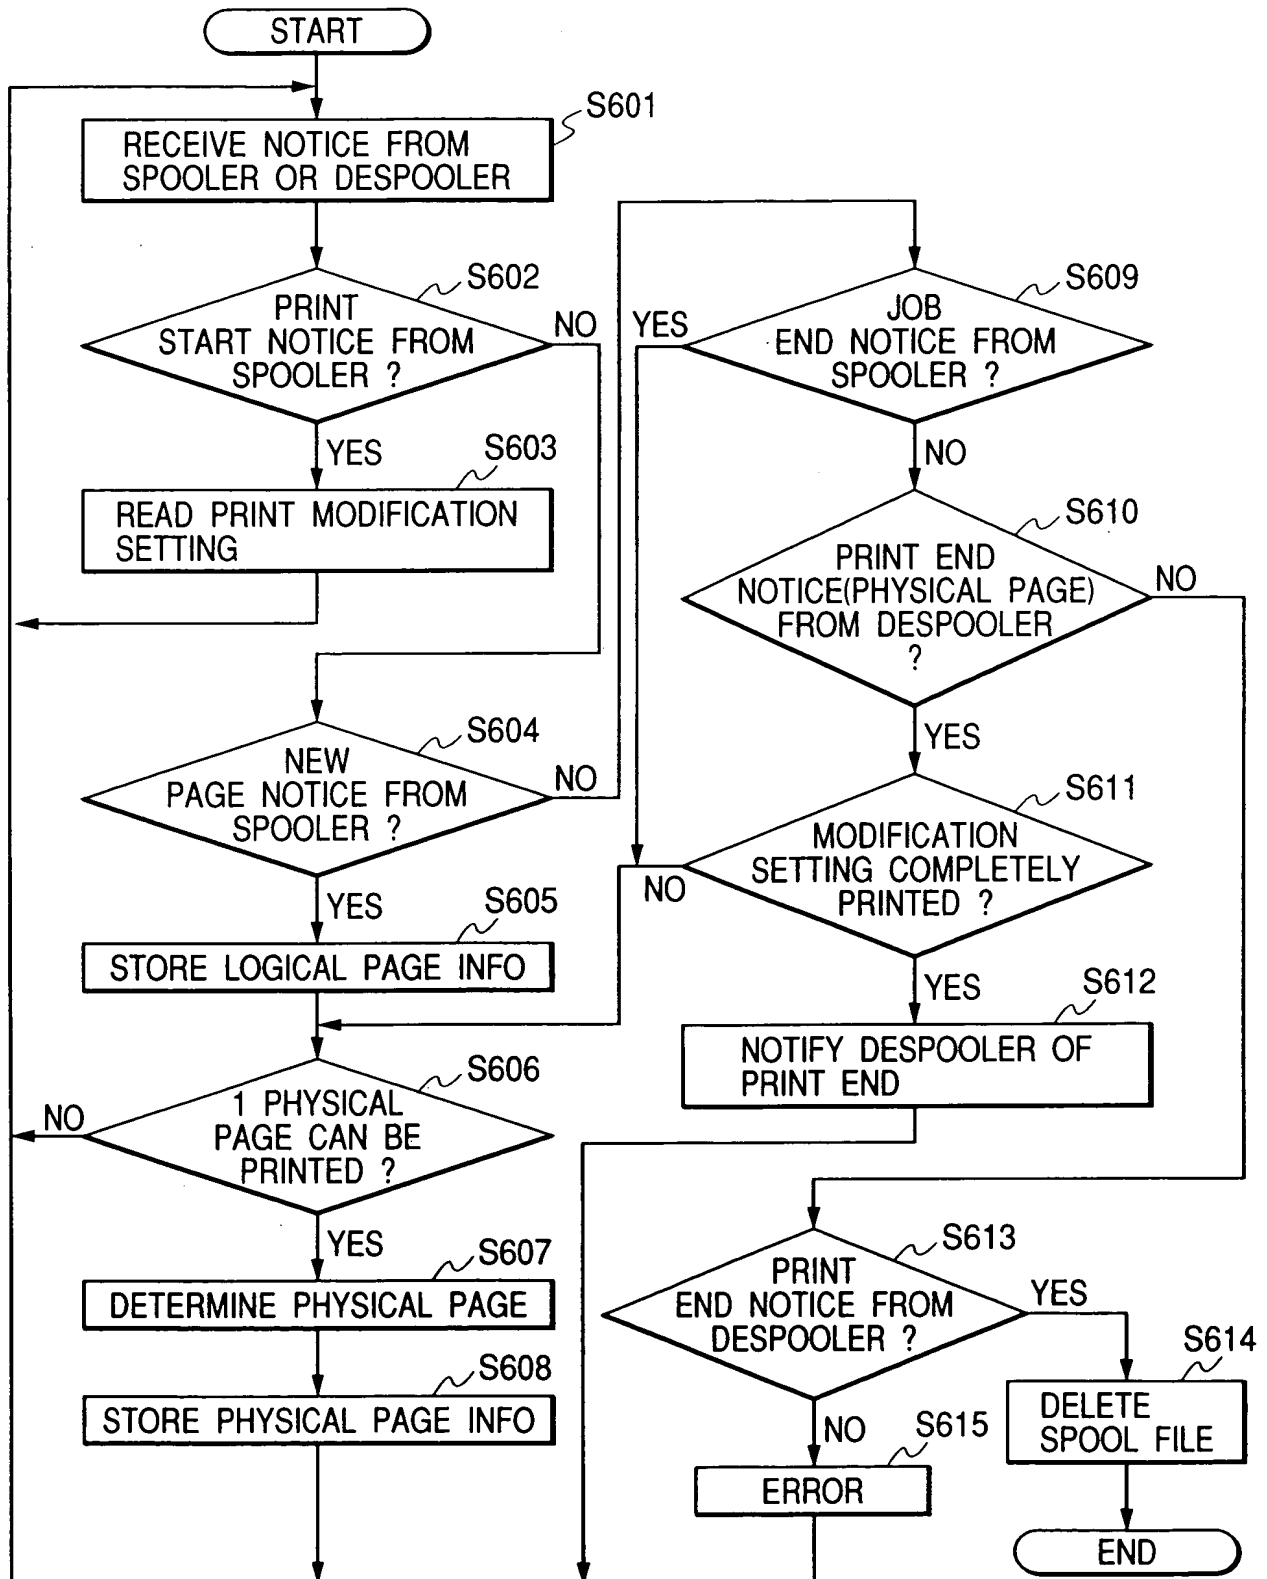 START
S601
RECEIVE NOTICE FROM
SPOOLER OR DESPOOLER
S602
PRINT
START NOTICE FROM
SPOOLER ?
NO
YES
S603
READ PRINT MODIFICATION
SETTING
S604
NEW
PAGE NOTICE FROM
SPOOLER ?
NO
YES
S605
STORE LOGICAL PAGE INFO
S606
1 PHYSICAL
PAGE CAN BE
PRINTED ?
NO
YES
S607
DETERMINE PHYSICAL PAGE
S608
STORE PHYSICAL PAGE INFO
S609
JOB
END NOTICE FROM
SPOOLER ?
YES
NO
S610
PRINT END
NOTICE(PHYSICAL PAGE)
FROM DESPOOLER
?
NO
YES
S611
MODIFICATION
SETTING COMPLETELY
PRINTED ?
NO
YES
S612
NOTIFY DESPOOLER OF
PRINT END
S613
PRINT
END NOTICE FROM
DESPOOLER ?
YES
NO
S614
DELETE
SPOOL FILE
S615
ERROR
END